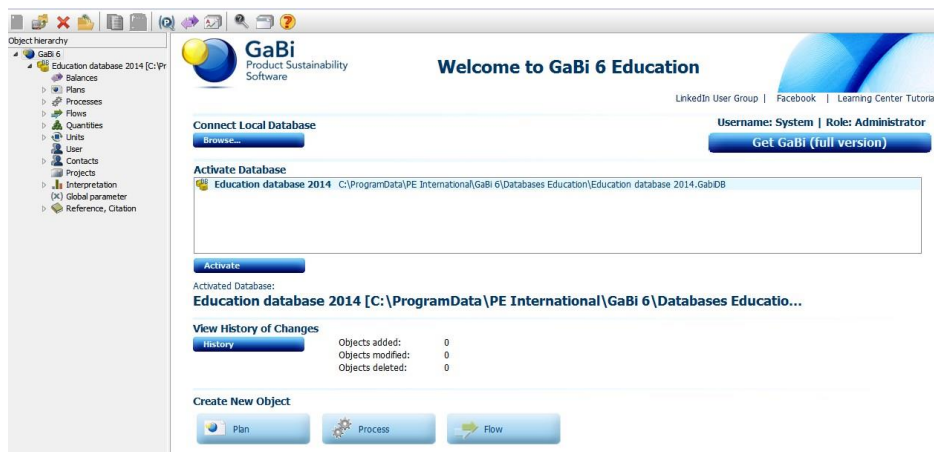 Object hierarchy
GaBi 6
Education database 2014 [C:\Pr
Balances
Plans
Processes
Flows
Quantities
Units
User
Contacts
Projects
Interpretation
Global parameter
Reference, Citation
GaBi
Product Sustainability
Software
Welcome to GaBi 6 Education
LinkedIn User Group | Facebook | Learning Center Tutoria
Connect Local Database
Browse...
Username: System | Role: Administrator
Get GaBi (full version)
Activate Database
Education database 2014 C:\ProgramData\PE International\GaBi 6\Databases Education\Education database 2014.GabiDB
Activate
Activated Database:
Education database 2014 [C:\ProgramData\PE International\GaBi 6\Databases Educatio...
View History of Changes
History
Objects added: 0
Objects modified: 0
Objects deleted: 0
Create New Object
Plan
Process
Flow